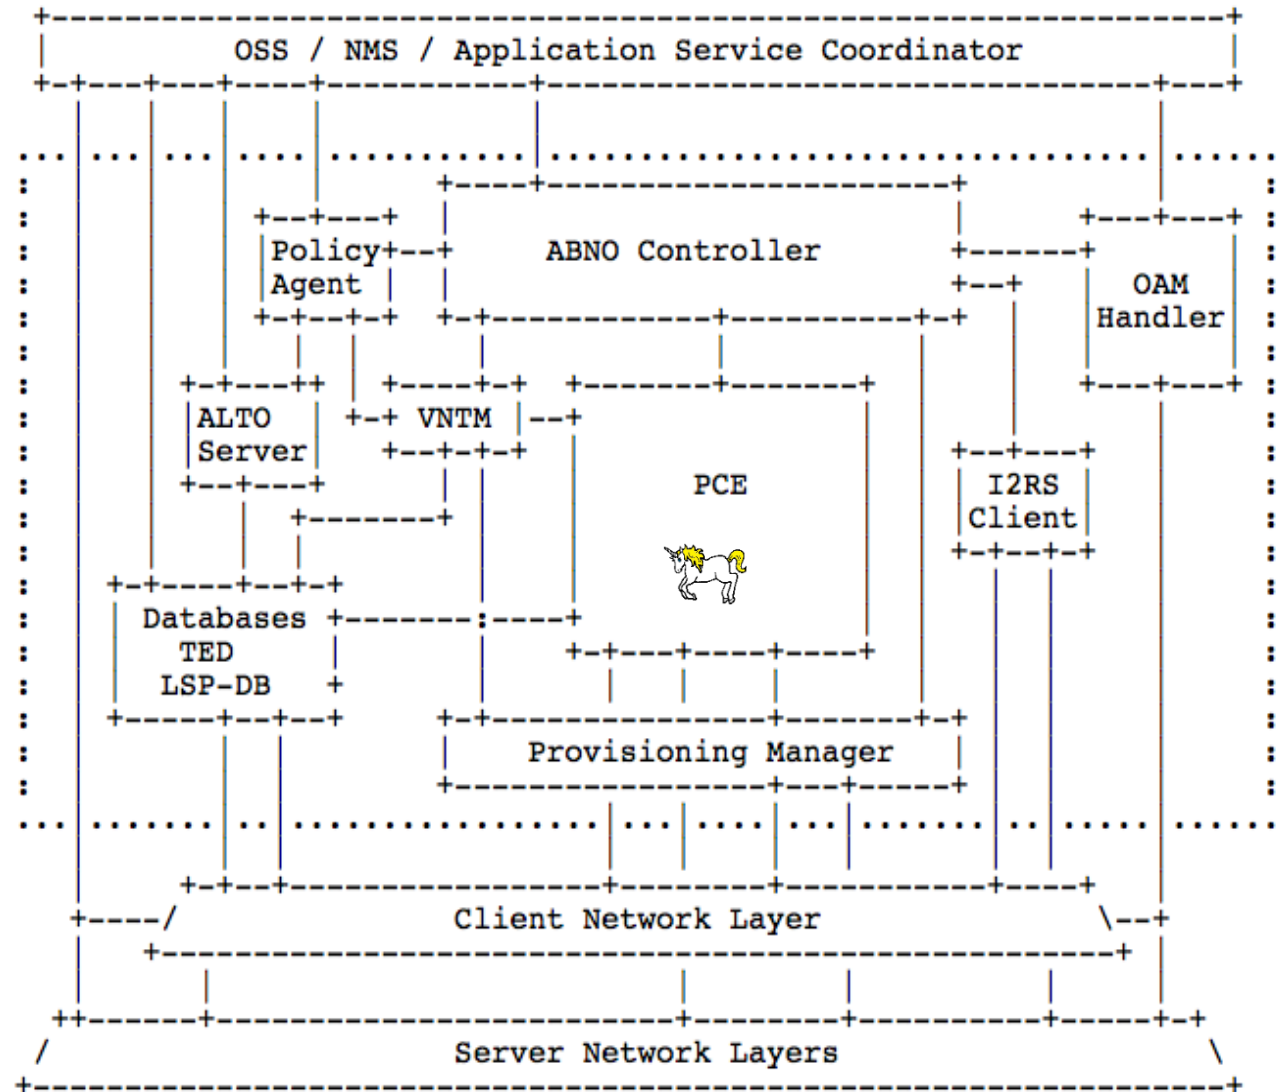 OSS / NMS / Application Service Coordinator
Policy
Agent
ABNO Controller
OAM
Handler
ALTO
Server
VNTM
PCE
I2RS
Client
Databases
TED
LSP-DB
Provisioning Manager
Client Network Layer
Server Network Layers